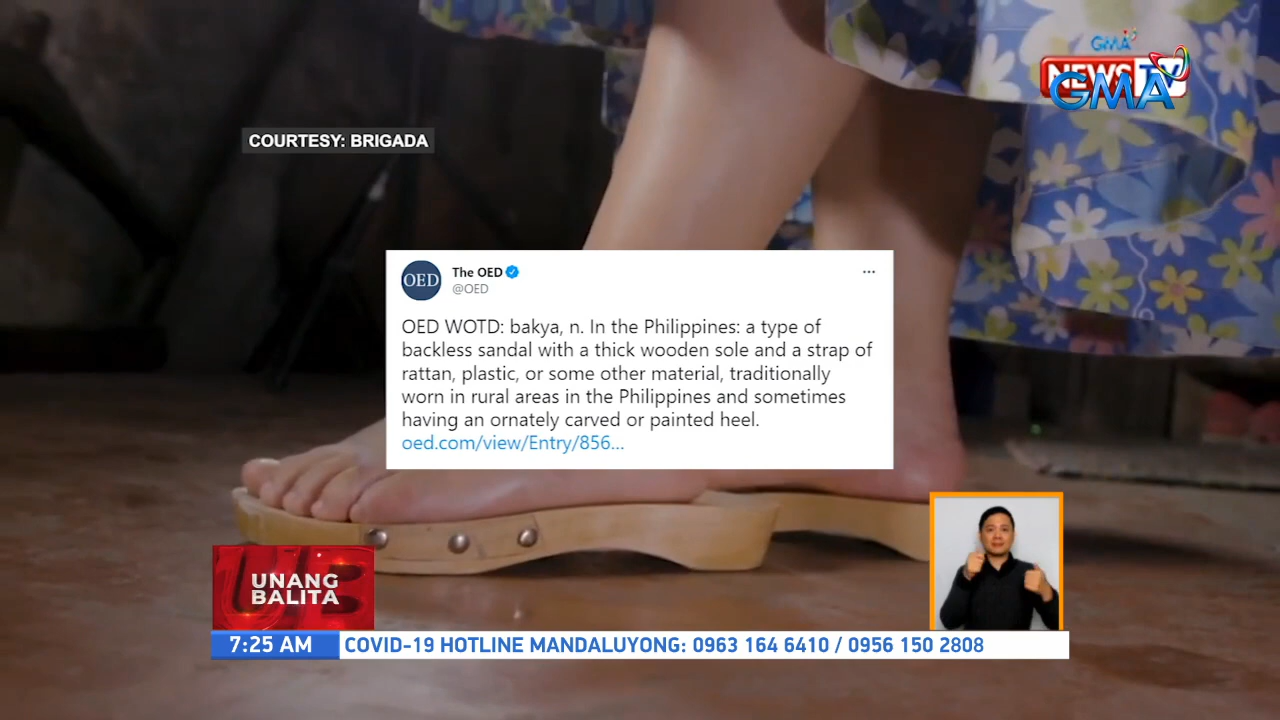 GMA
NEWS TV
GMA
COURTESY: BRIGADA
OED
The OED
@OED
OED WOTD: bakya, n. In the Philippines: a type of
backless sandal with a thick wooden sole and a strap of
rattan, plastic, or some other material, traditionally
worn in rural areas in the Philippines and sometimes
having an ornately carved or painted heel.
oed.com/view/Entry/856...
UB
UNANG
BALITA
7:25 AM COVID-19 HOTLINE MANDALUYONG: 0963 164 6410 / 0956 150 2808